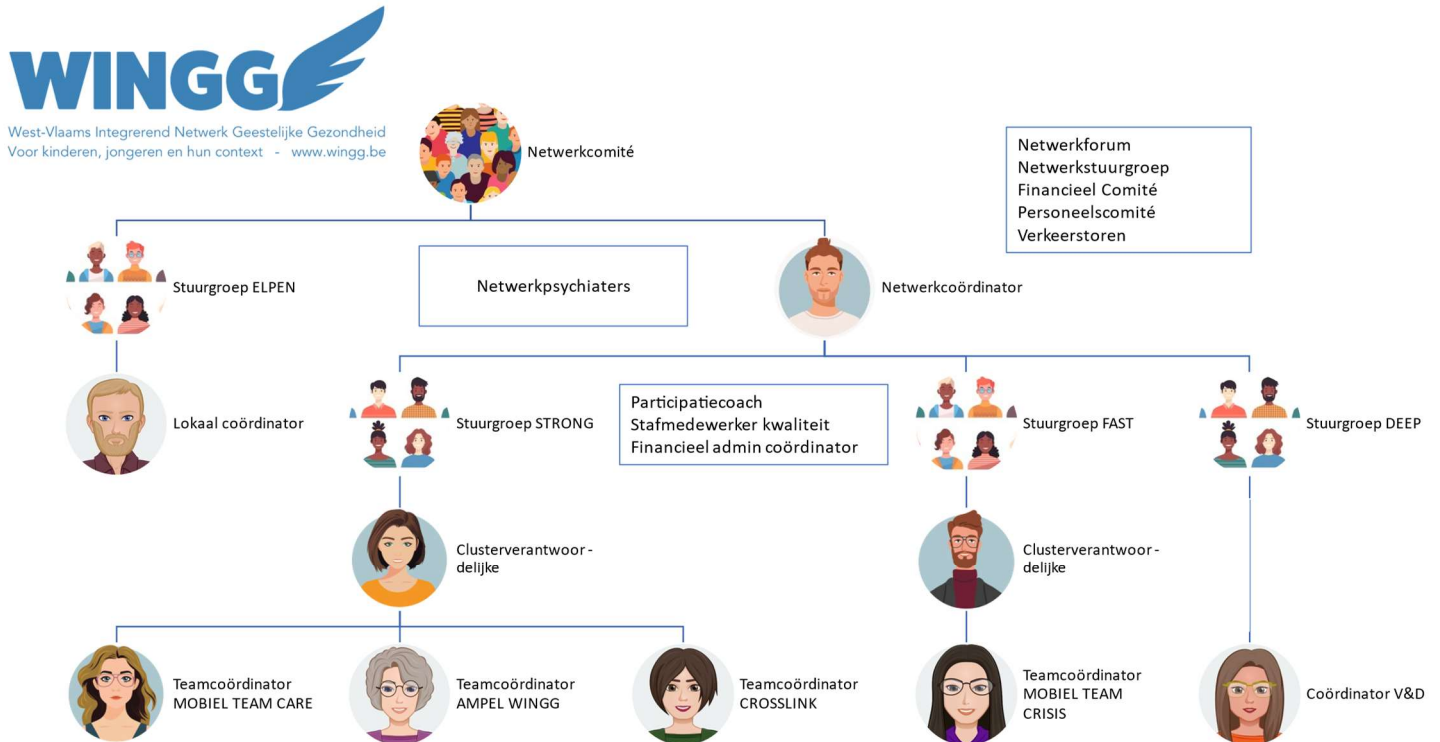 WINGG
West-Vlaams Integrerend Netwerk Geestelijke Gezondheid
Voor kinderen, jongeren en hun context - www.wingg.be
Netwerkcomité
Netwerkforum
Netwerkstuurgroep
Financieel Comité
Personeelscomité
Verkeerstoren
Stuurgroep ELPEN
Netwerkpsychiaters
Netwerkcoördinator
Lokaal coördinator
Stuurgroep STRONG
Participatiecoach
Stafmedewerker kwaliteit
Financieel admin coördinator
Stuurgroep FAST
Stuurgroep DEEP
Clusterverantwoor-
delijke
Clusterverantwoor-
delijke
Teamcoördinator
MOBIEL TEAM CARE
Teamcoördinator
AMPEL WINGG
Teamcoördinator
CROSSLINK
Teamcoördinator
MOBIEL TEAM
CRISIS
Coördinator V&D